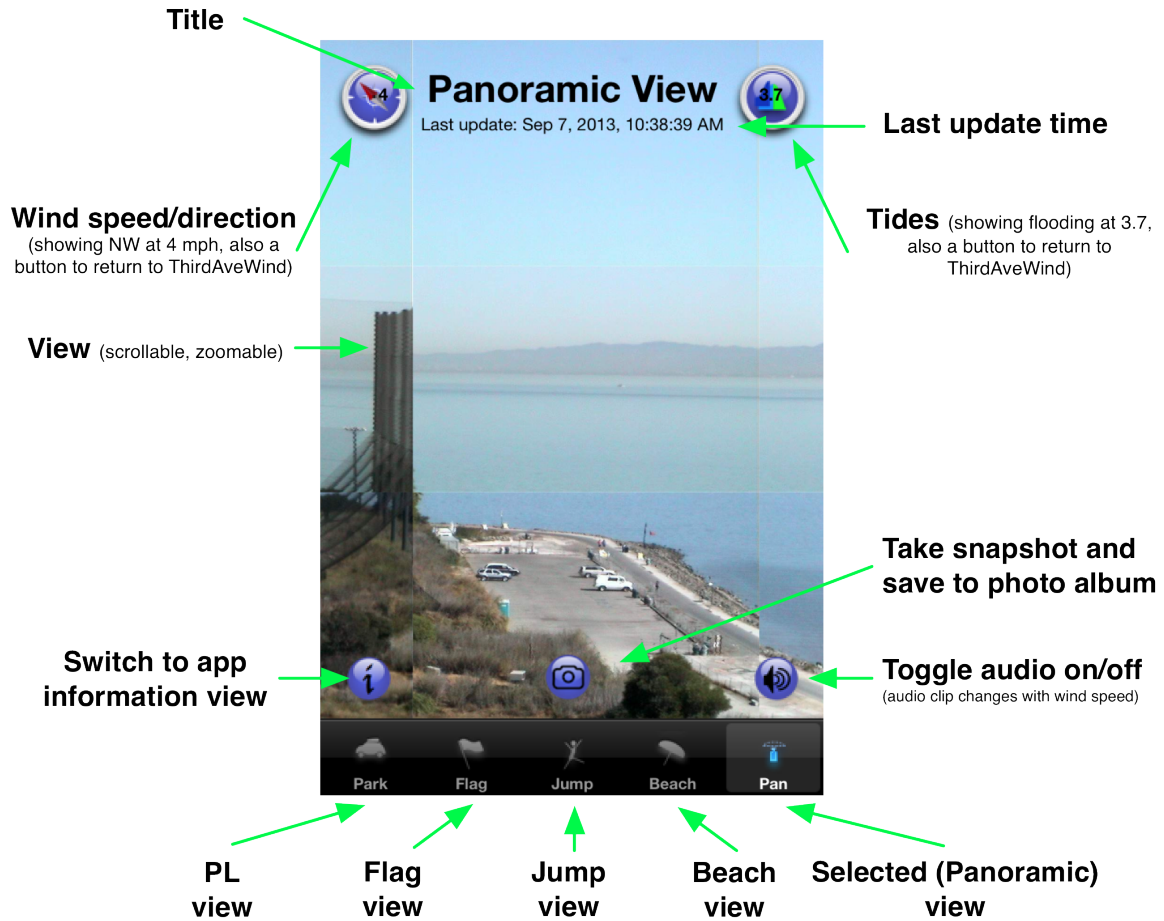 Title
Panoramic View
4
3.7
Last update: Sep 7, 2013, 10:38:39 AM
Last update time
Wind speed/direction
(showing NW at 4 mph, also a
button to return to ThirdAveWind)
Tides (showing flooding at 3.7,
also a button to return to
ThirdAveWind)
View (scrollable, zoomable)
Take snapshot and
save to photo album
Switch to app
information view
i
Toggle audio on/off
(audio clip changes with wind speed)
Park
Flag
Jump
Beach
Pan
PL
view
Flag
view
Jump
view
Beach
view
Selected (Panoramic)
view